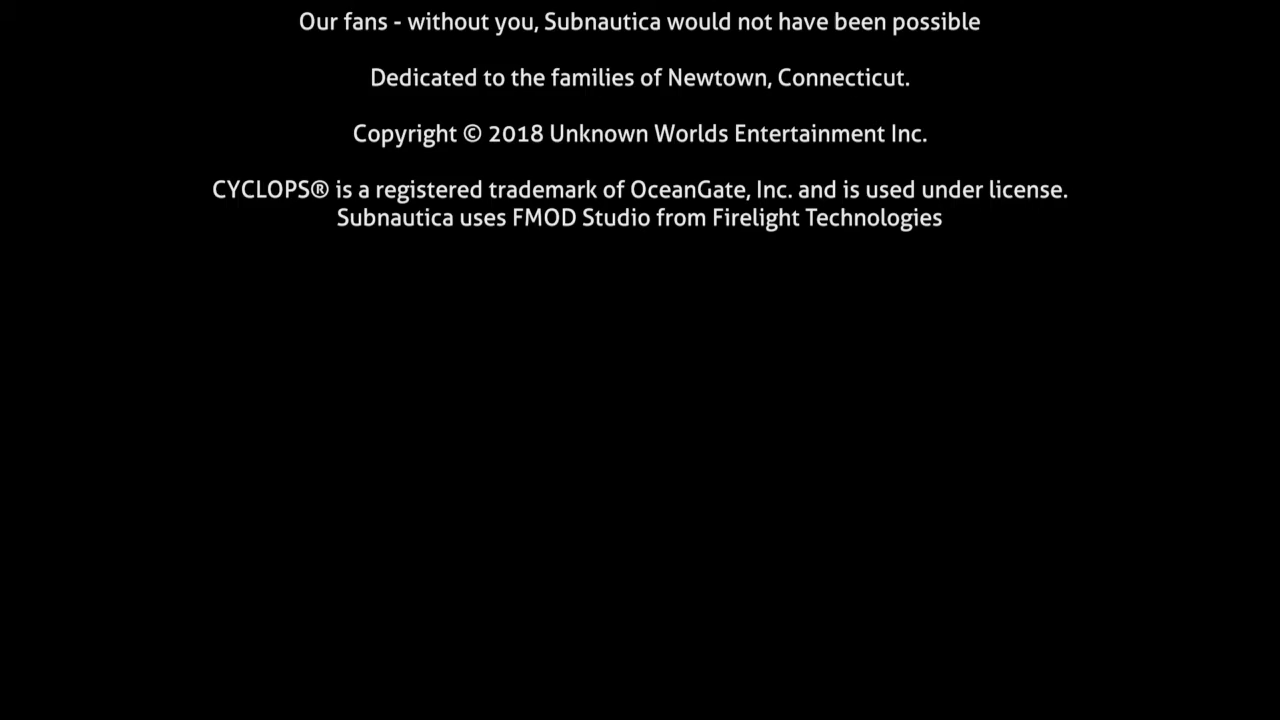 Our fans - without you, Subnautica would not have been possible
Dedicated to the families of Newtown, Connecticut.
Copyright © 2018 Unknown Worlds Entertainment Inc.
CYCLOPS® is a registered trademark of OceanGate, Inc. and is used under license.
Subnautica uses FMOD Studio from Firelight Technologies